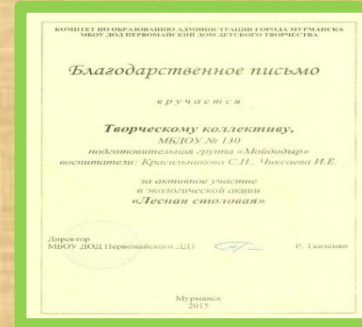 КОМИТЕТ ПО ОБРАЗОВАНИЮ АДМИНИСТРАЦИИ ГОРОДА МУРМАНСКА
МБОУ ДОД ПЕРВОМАЙСКИЙ ДОМ ДЕТСКОГО ТВОРЧЕСТВА
Благодарственное письмо
вручается
Творческому коллективу,
МБДОУ № 130
подготовительная группа «Мойдодыр»
воспитатели: Красильникова С.Н., Чиксаева И.Е.
за активное участие
в экологической акции
«Лесная столовая»
Директор
МБОУ ДОД Первомайского ДДТ Р. Ткаченко
Мурманск
2015